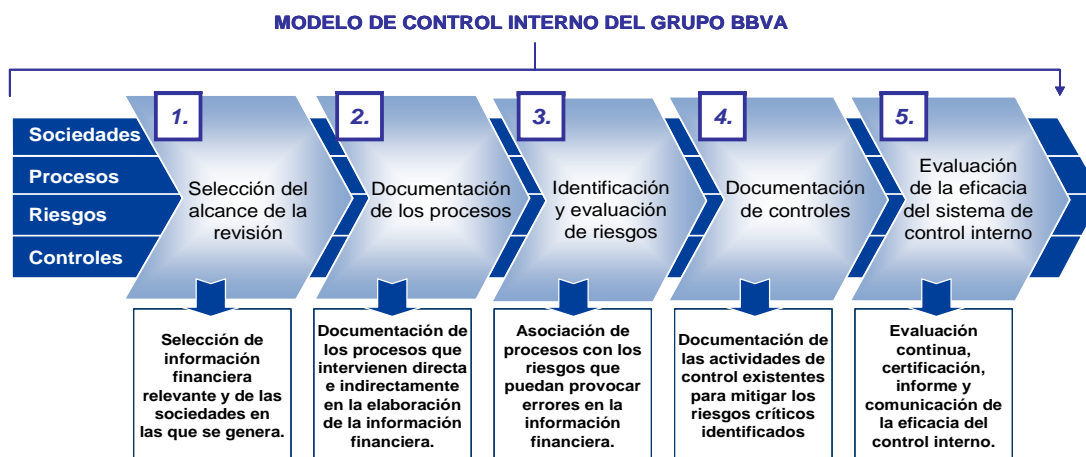 MODELO DE CONTROL INTERNO DEL GRUPO BBVA
Sociedades
Procesos
Riesgos
Controles
1.
Selección del
alcance de la
revisión
2.
Documentación
de los procesos
3.
Identificación
y evaluación
de riesgos
4.
Documentación
de controles
5.
Evaluación
de la eficacia
del sistema de
control interno
Selección de
información
financiera
relevante y de las
sociedades en
las que se genera.
Documentación de
los procesos que
intervienen directa
e indirectamente
en la elaboración
de la información
financiera.
Asociación de
procesos con los
riesgos que
puedan provocar
errores en la
información
financiera.
Documentación de
las actividades de
control existentes
para mitigar los
riesgos críticos
identificados
Evaluación
continua,
certificación,
informe y
comunicación de
la eficacia del
control interno.